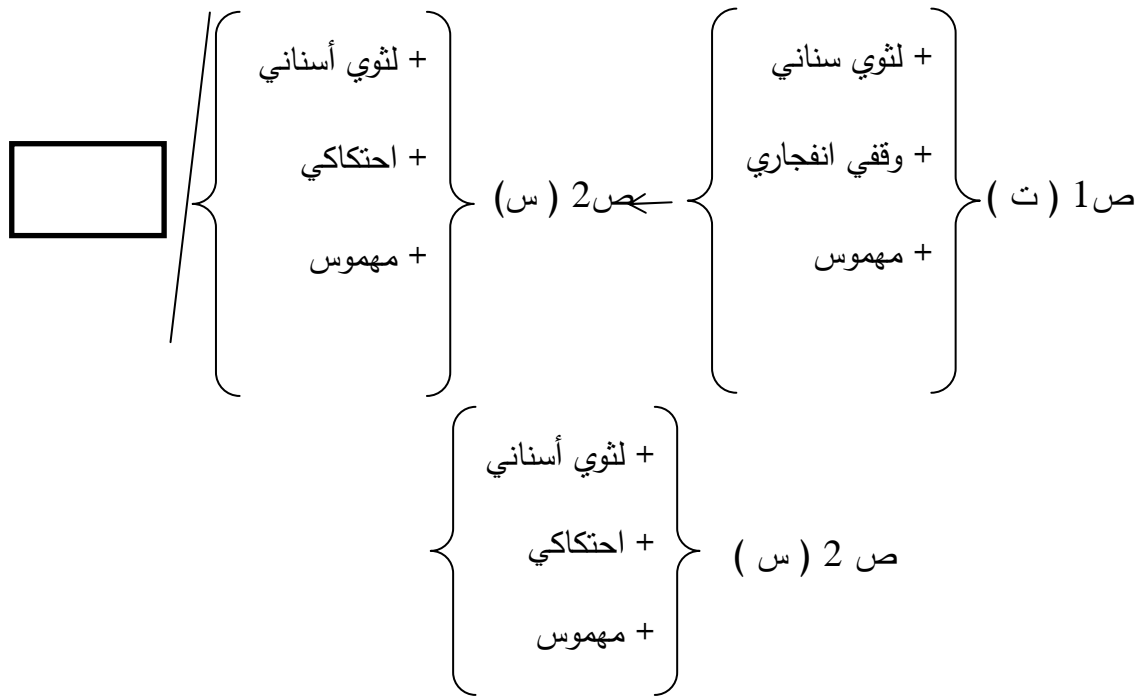 + لثوي سناني
+ وقفي انفجاري
ص1 ( ت )
+ مهموس
+ لثوي أسناني
+ احتكاكي
ص2 ( س)
+ مهموس
+ لثوي أسناني
+ احتكاكي
ص 2 ( س )
+ مهموس